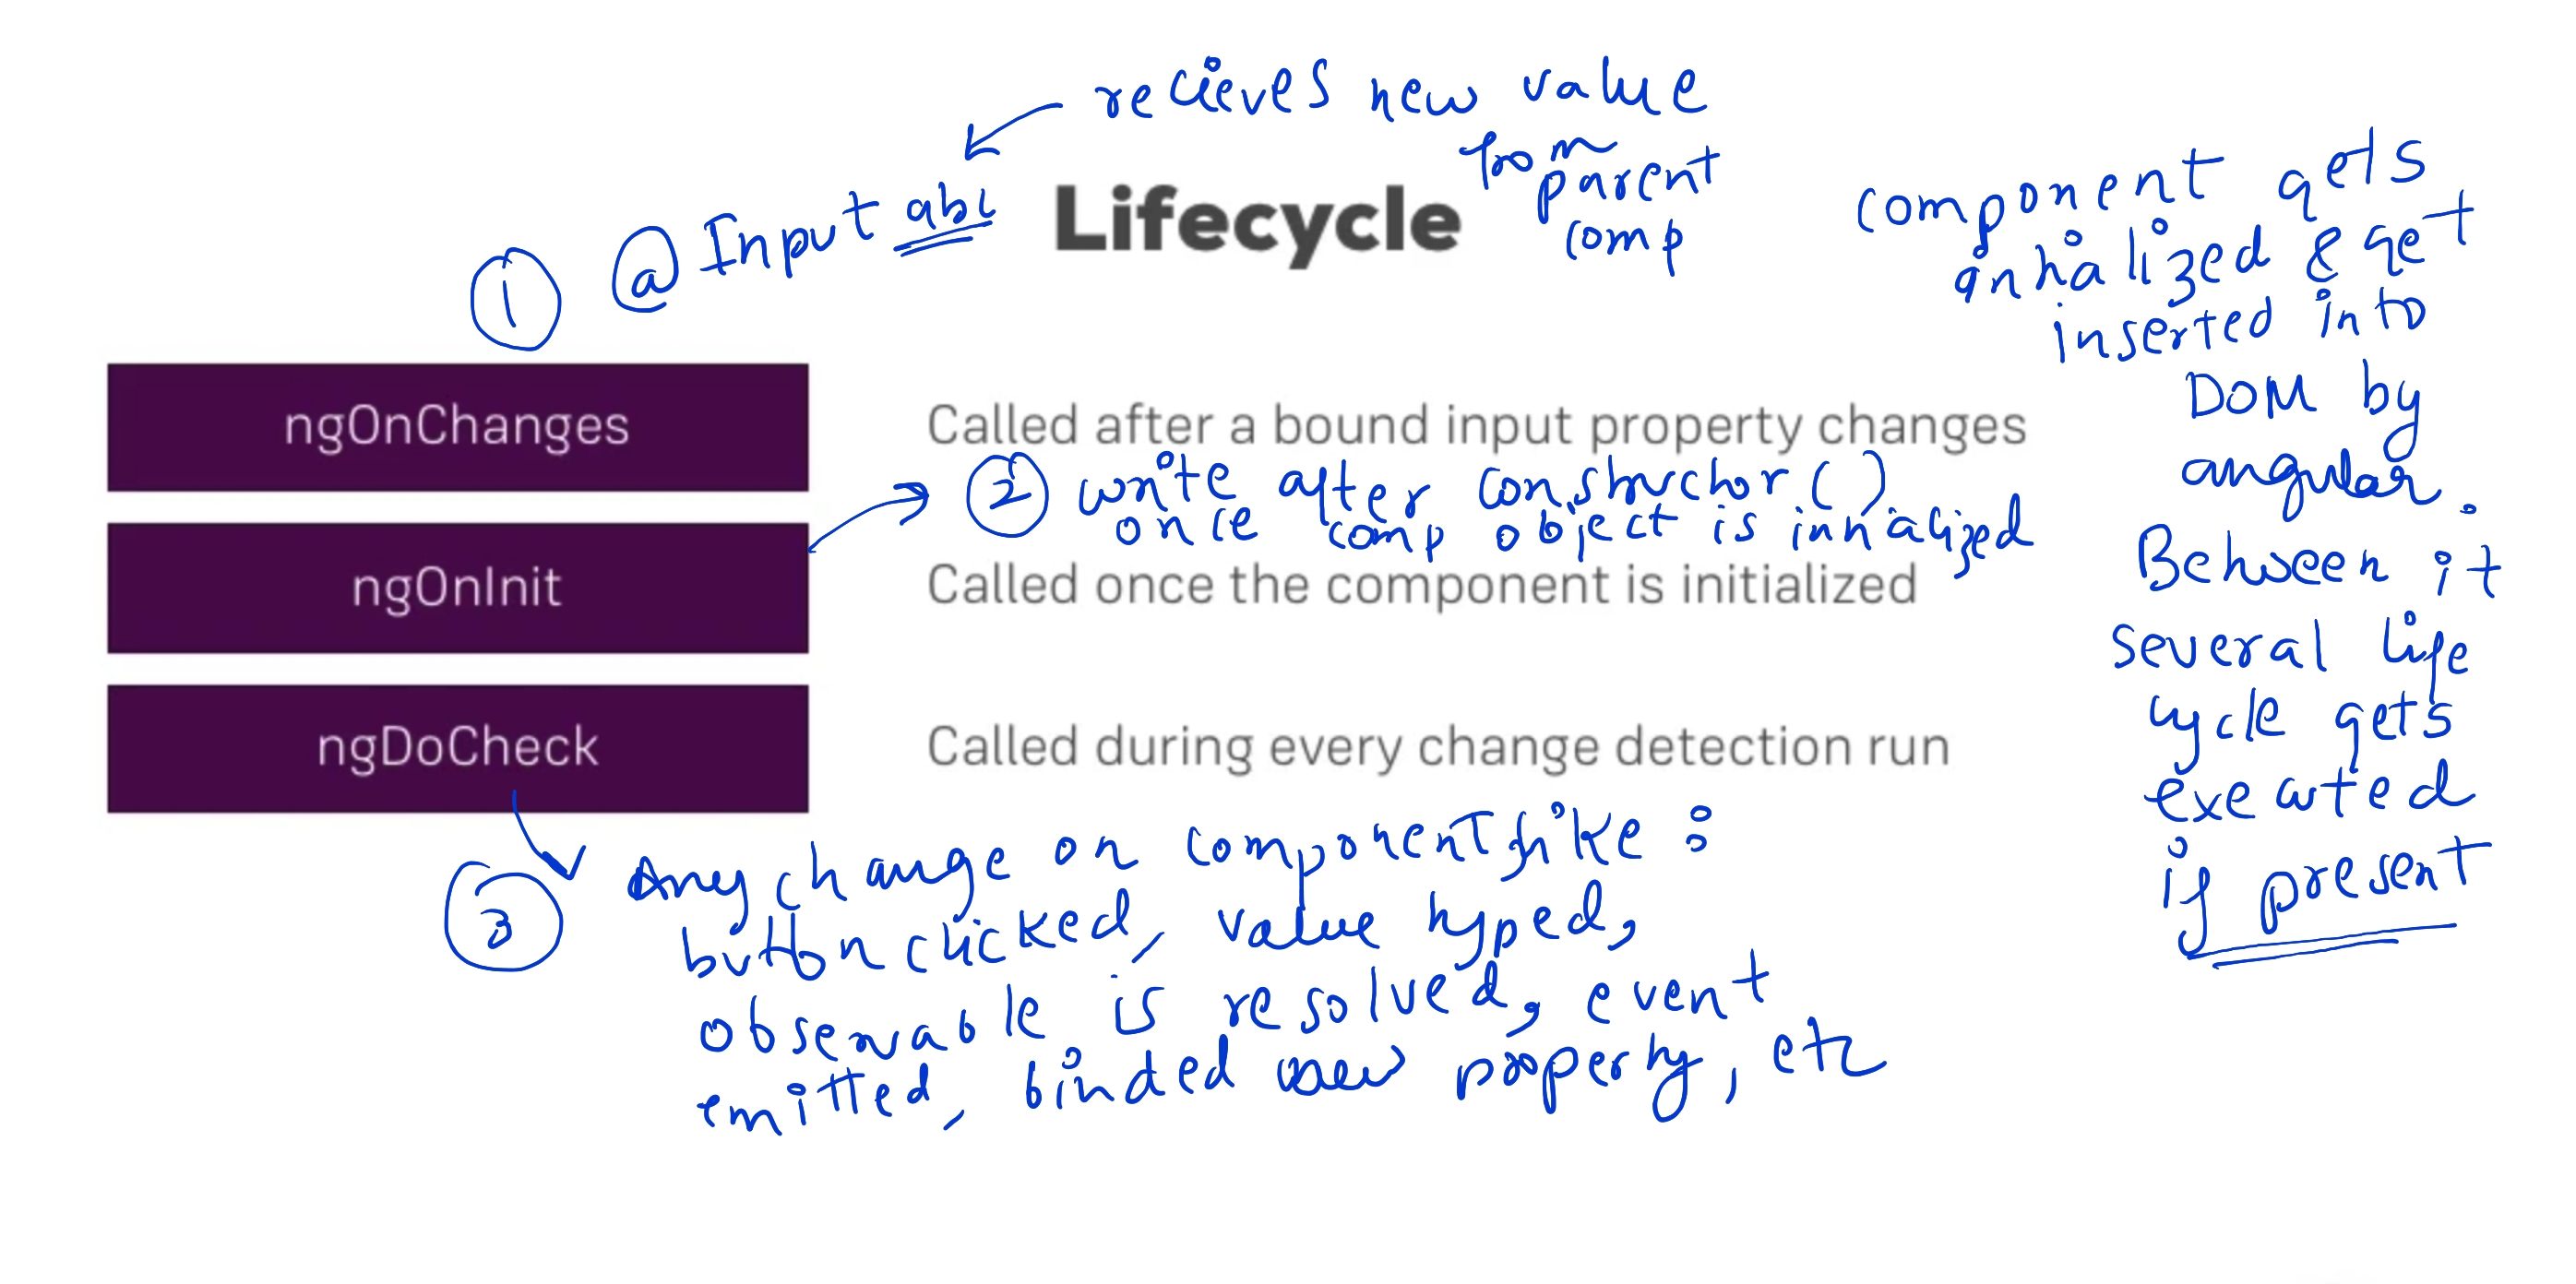 recieves new value
from
parent
comp
① @Input abc
Lifecycle
component gets
initialized & get
inserted into
DOM by
angular.
Between it
several life
cycle gets
executed
if present
ngOnChanges
Called after a bound input property changes
② write after constructor()
once comp object is initialized
ngOnInit
Called once the component is initialized
ngDoCheck
Called during every change detection run
③ Any change on component like :
button clicked, value typed,
observable is resolved, event
emitted, binded new property, etc